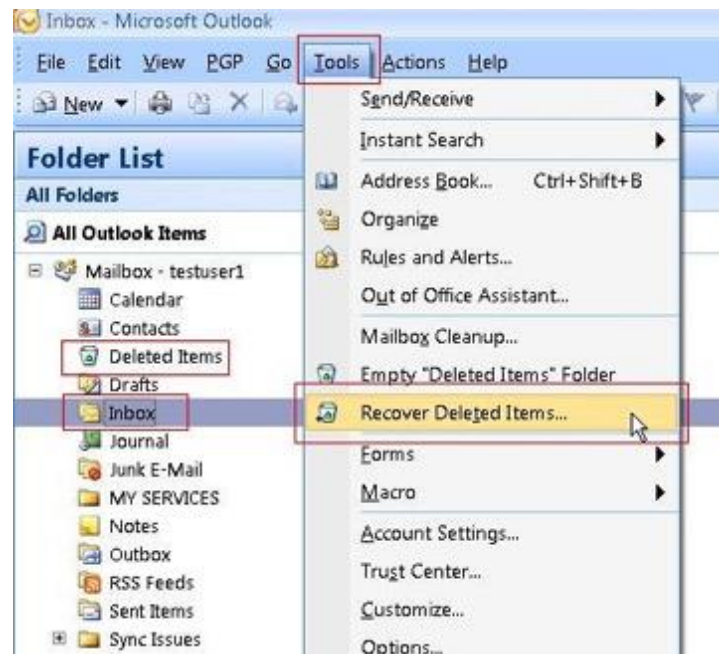 Inbox - Microsoft Outlook
File Edit View PGP Go Tools Actions Help
New
Folder List
All Folders
All Outlook Items
Mailbox - testuser1
Calendar
Contacts
Deleted Items
Drafts
Inbox
Journal
Junk E-Mail
MY SERVICES
Notes
Outbox
RSS Feeds
Sent Items
Sync Issues
Send/Receive
Instant Search
Address Book... Ctrl+Shift+B
Organize
Rules and Alerts...
Out of Office Assistant...
Mailbox Cleanup...
Empty "Deleted Items" Folder
Recover Deleted Items...
Forms
Macro
Account Settings...
Trust Center...
Customize...
Options...